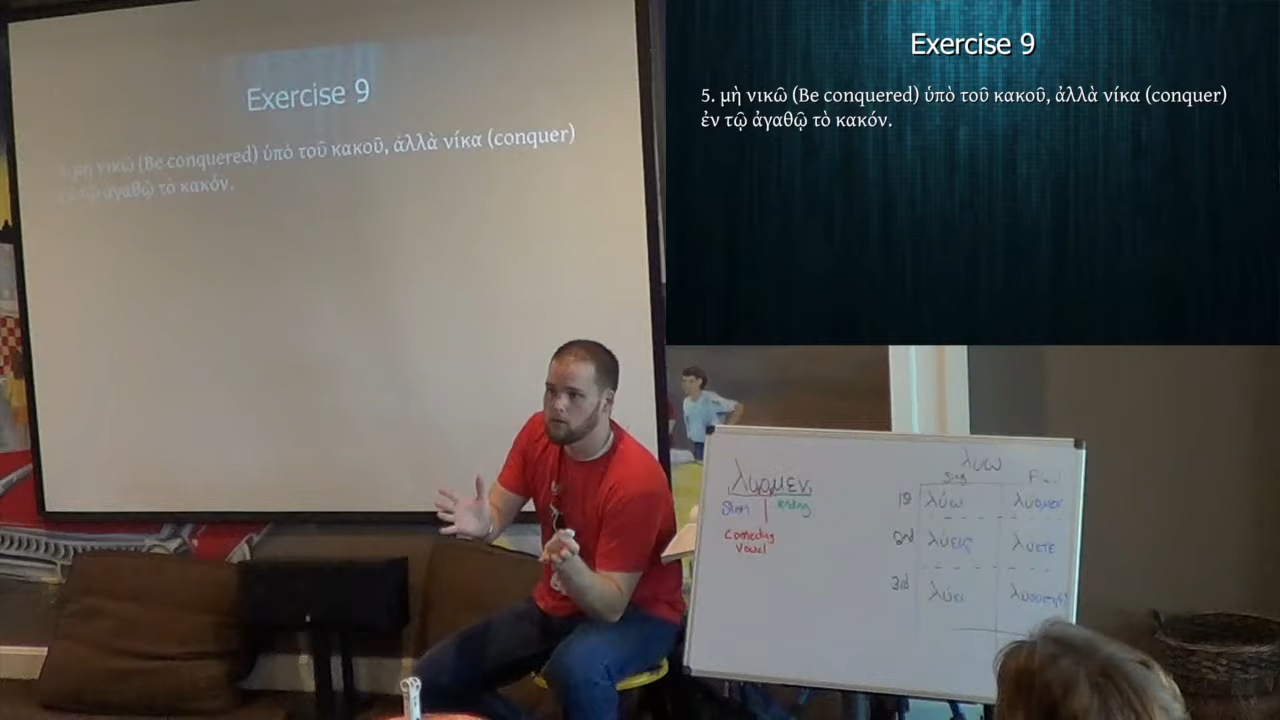 Exercise 9
5. μὴ νικῶ (Be conquered) ὑπὸ τοῦ κακοῦ, ἀλλὰ νίκα (conquer)
ἐν τῷ ἀγαθῷ τὸ κακόν.
Exercise 9
5. μὴ νικῶ (Be conquered) ὑπὸ τοῦ κακοῦ, ἀλλὰ νίκα (conquer)
ἐν τῷ ἀγαθῷ τὸ κακόν.
λυομεν
Stem ending
Connecting
Vowel
λυω
Sing
1st λύω λυομεν
2nd λύεις λυετε
3rd λύει